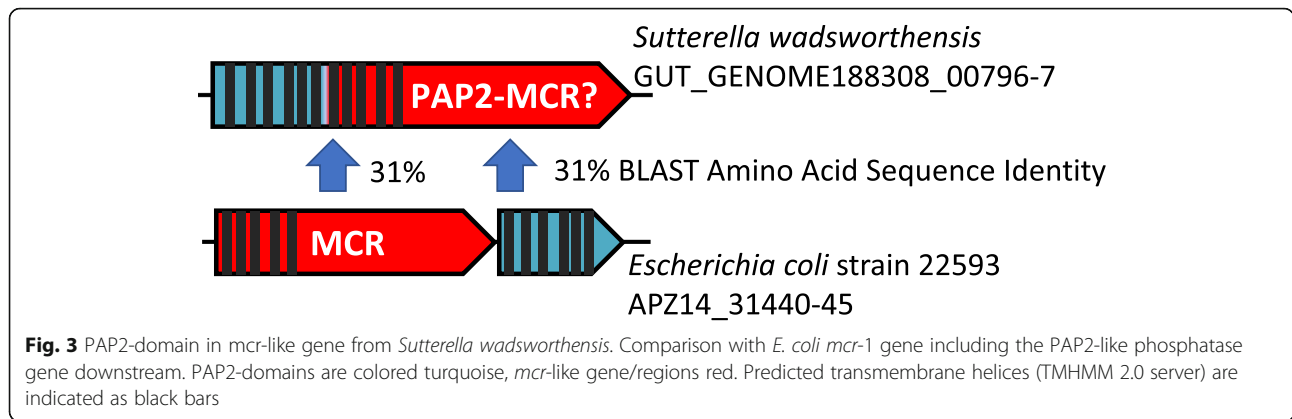 Sutterella wadsworthensis
GUT_GENOME188308_00796-7
PAP2-MCR?
31%
31% BLAST Amino Acid Sequence Identity
MCR
Escherichia coli strain 22593
APZ14_31440-45
Fig. 3 PAP2-domain in mcr-like gene from Sutterella wadsworthensis. Comparison with E. coli mcr-1 gene including the PAP2-like phosphatase
gene downstream. PAP2-domains are colored turquoise, mcr-like gene/regions red. Predicted transmembrane helices (TMHMM 2.0 server) are
indicated as black bars